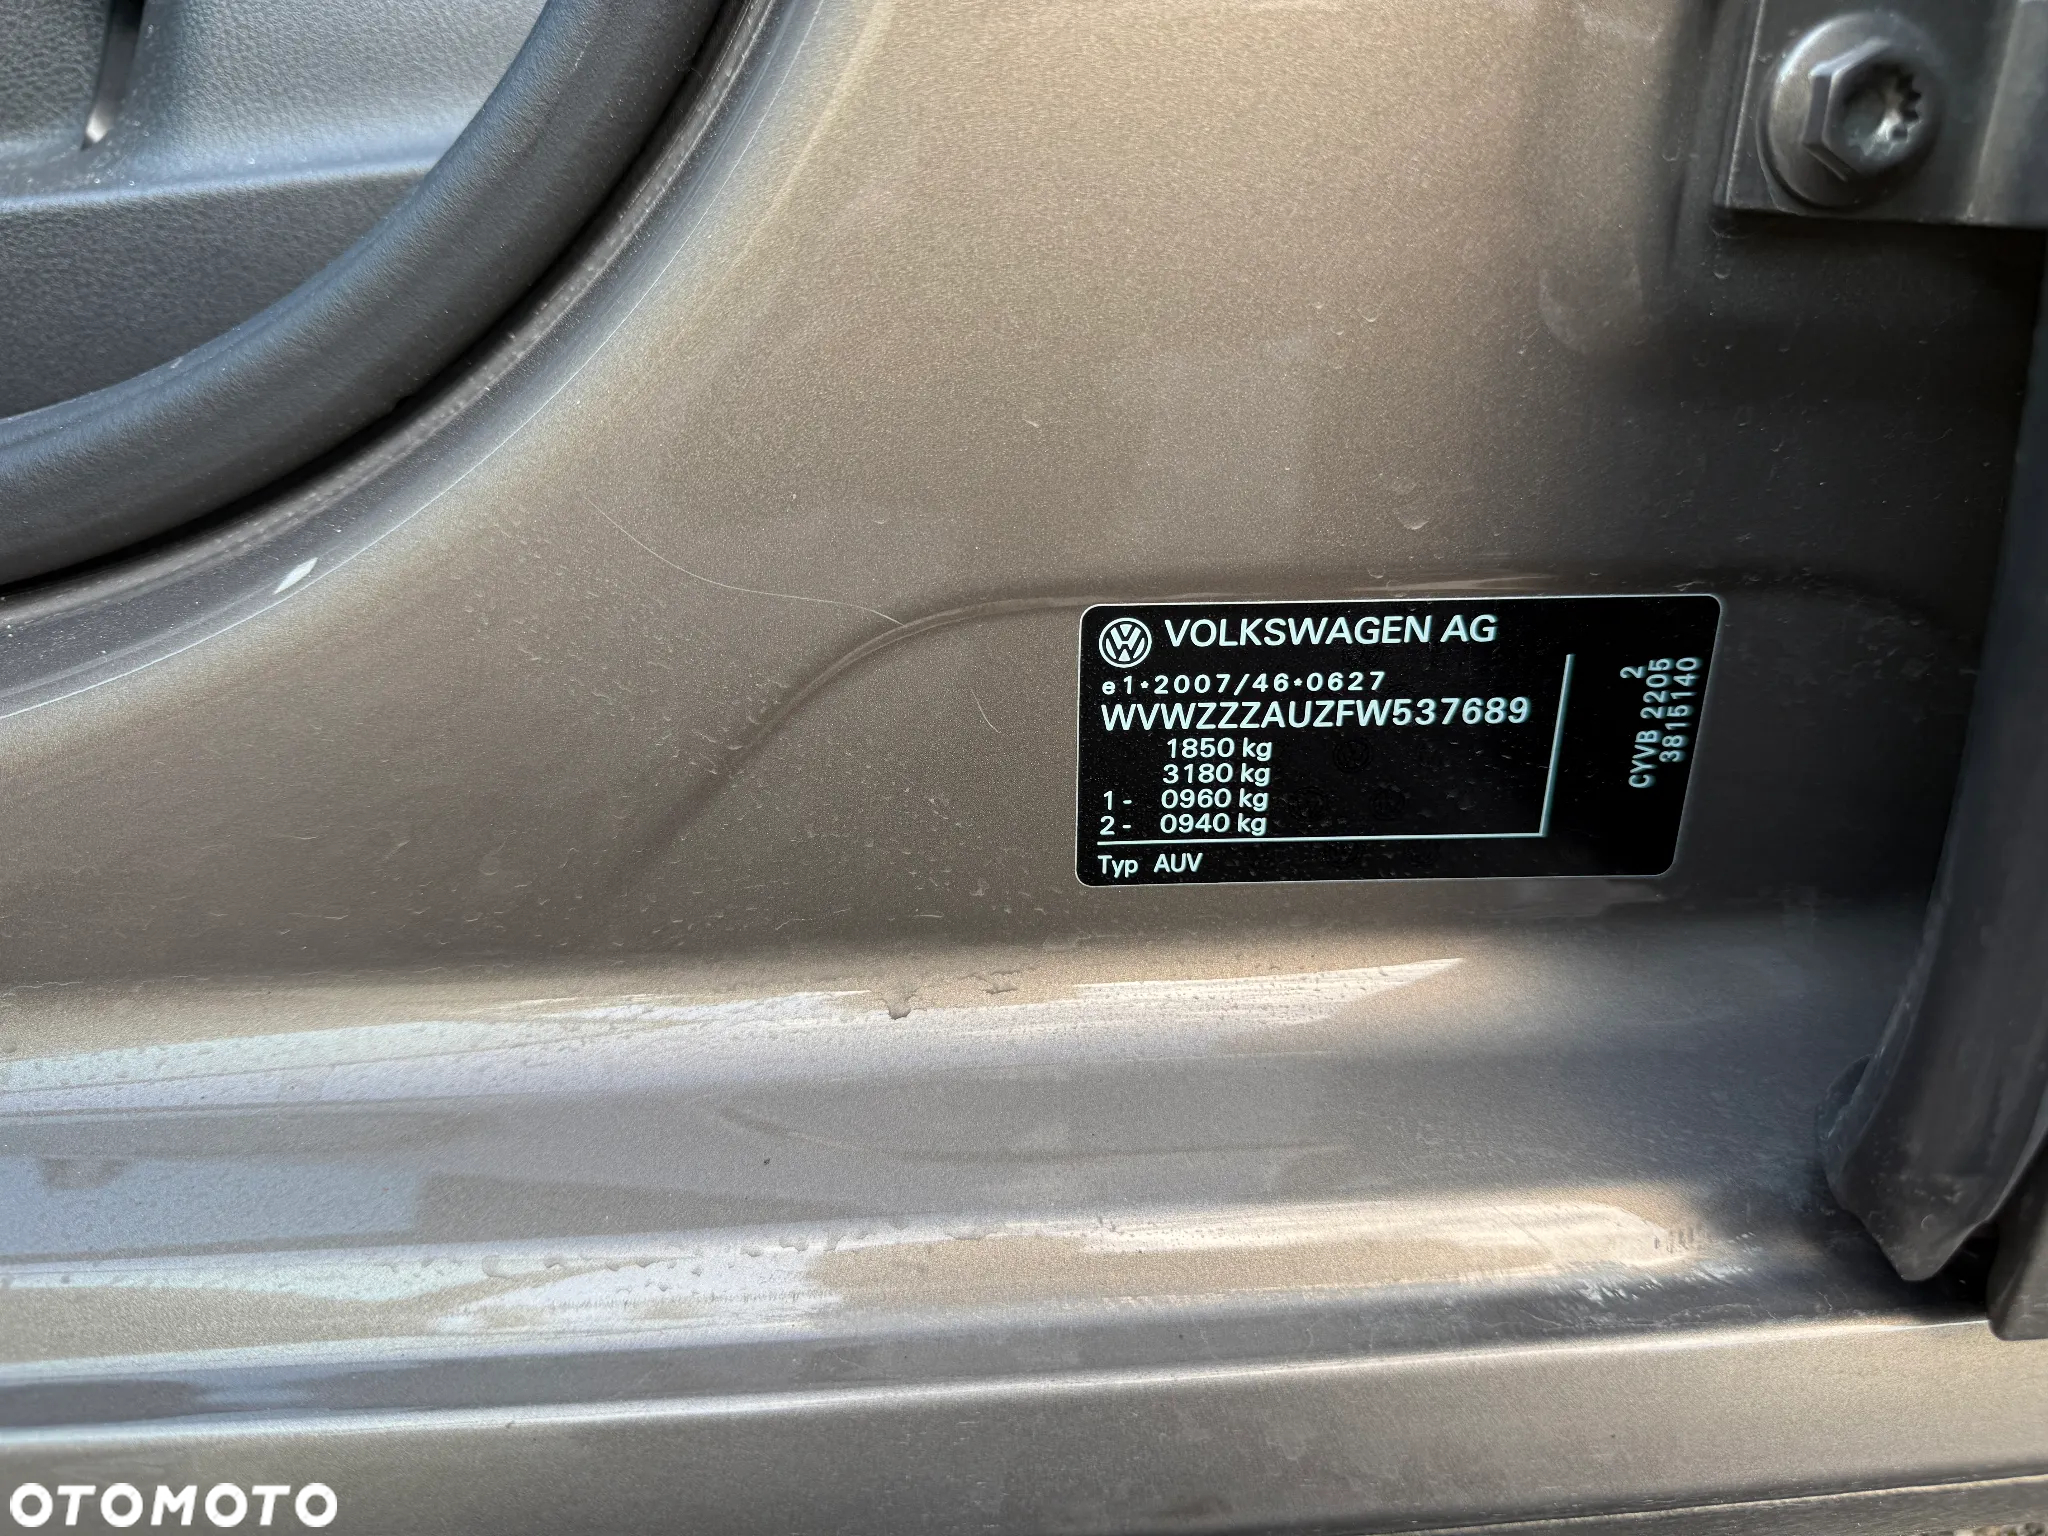 VOLKSWAGEN AG
e1*2007/46*0627
WVWZZZAUZFW537689
1850 kg
3180 kg
1- 0960 kg
2- 0940 kg
Typ AUV
2
CYVB 2205
3815140
OTOMOTO